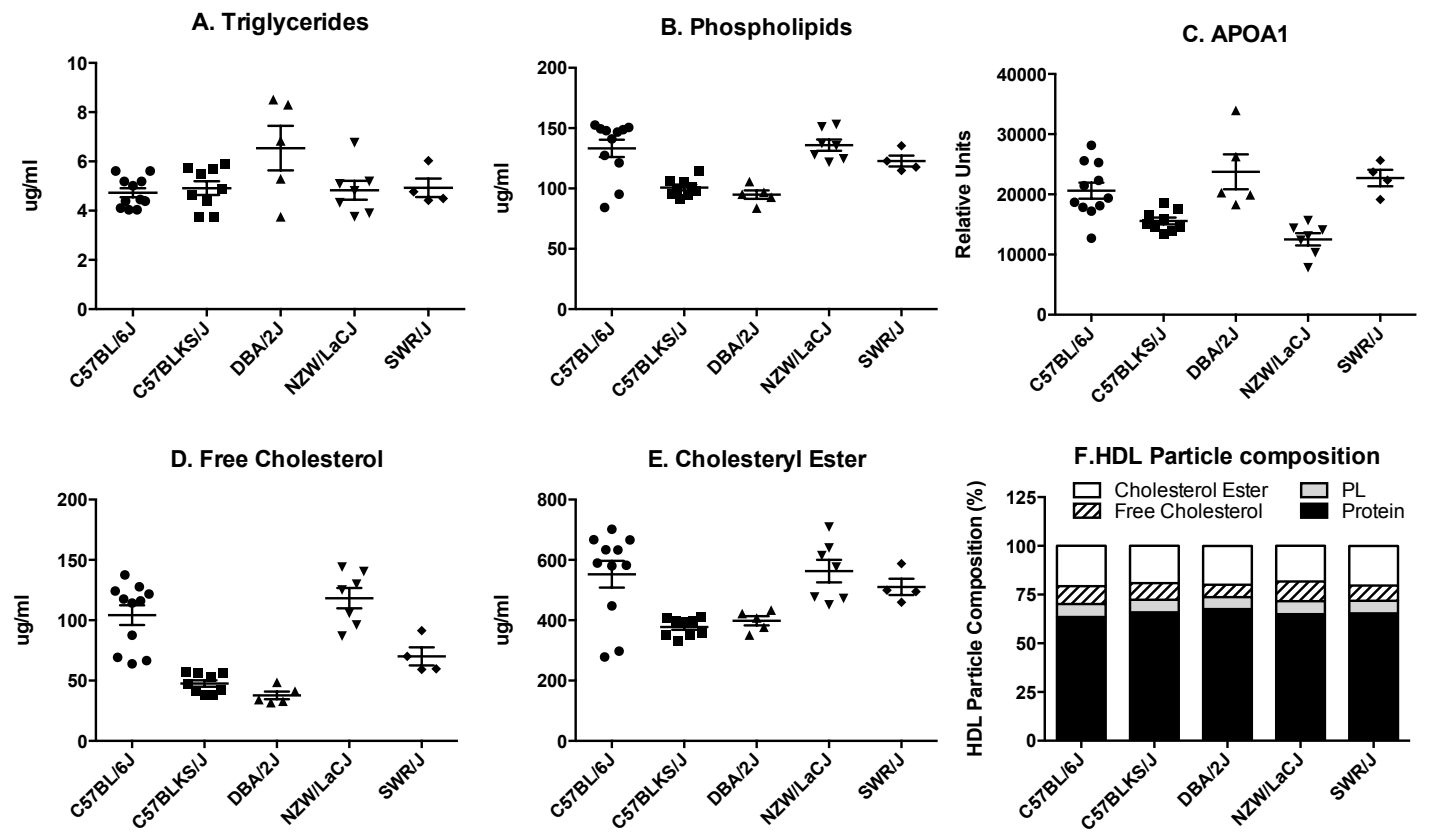 A. Triglycerides
ug/ml
10
8
6
4
2
0
C57BL/6J
C57BLKS/J
DBA/2J
NZW/LaCJ
SWR/J
B. Phospholipids
ug/ml
200
150
100
50
0
C57BL/6J
C57BLKS/J
DBA/2J
NZW/LaCJ
SWR/J
C. APOA1
Relative Units
40000
30000
20000
10000
0
C57BL/6J
C57BLKS/J
DBA/2J
NZW/LaCJ
SWR/J
D. Free Cholesterol
ug/ml
200
150
100
50
0
C57BL/6J
C57BLKS/J
DBA/2J
NZW/LaCJ
SWR/J
E. Cholesteryl Ester
ug/ml
800
600
400
200
0
C57BL/6J
C57BLKS/J
DBA/2J
NZW/LaCJ
SWR/J
F.HDL Particle composition
Cholesterol Ester PL
Free Cholesterol Protein
HDL Particle Composition (%)
125
100
75
50
25
0
C57BL/6J
C57BLKS/J
DBA/2J
NZW/LaCJ
SWR/J